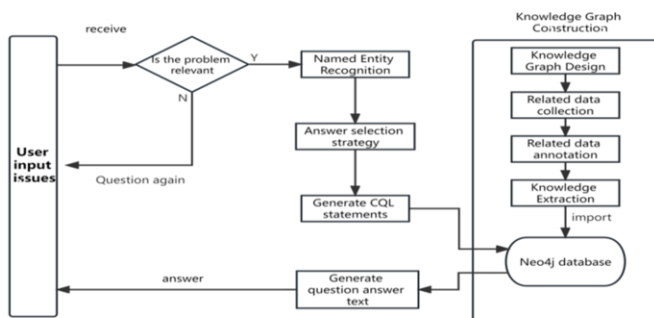 Knowledge Graph
Construction
receive
Is the problem
relevant
Y
N
Named Entity
Recognition
Knowledge
Graph Design
Related data
collection
Answer selection
strategy
Related data
annotation
User
input
issues
Question again
Knowledge
Extraction
Generate CQL
statements
import
Neo4j database
answer
Generate
question answer
text